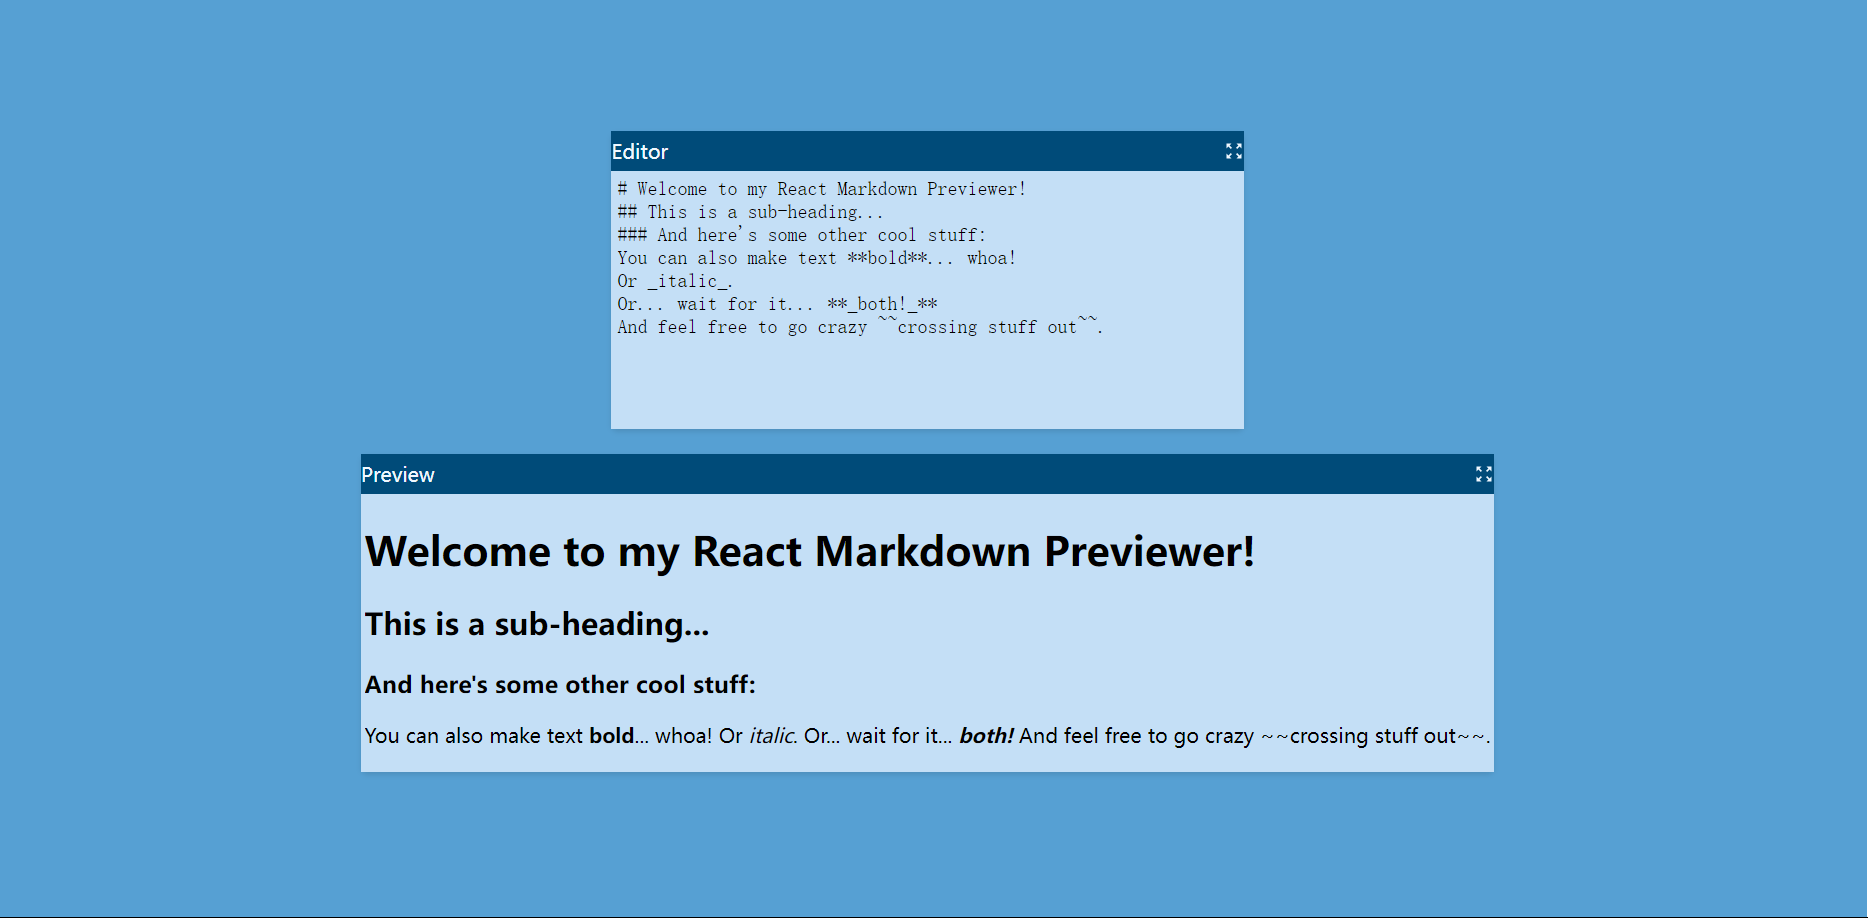 Editor
# Welcome to my React Markdown Previewer!
## This is a sub-heading...
### And here's some other cool stuff:
You can also make text **bold**... whoa!
Or _italic_.
Or... wait for it... **_both!_**
And feel free to go crazy ~~crossing stuff out~~.
Preview
Welcome to my React Markdown Previewer!
This is a sub-heading...
And here's some other cool stuff:
You can also make text bold... whoa! Or italic. Or... wait for it... both! And feel free to go crazy ~~crossing stuff out~~.